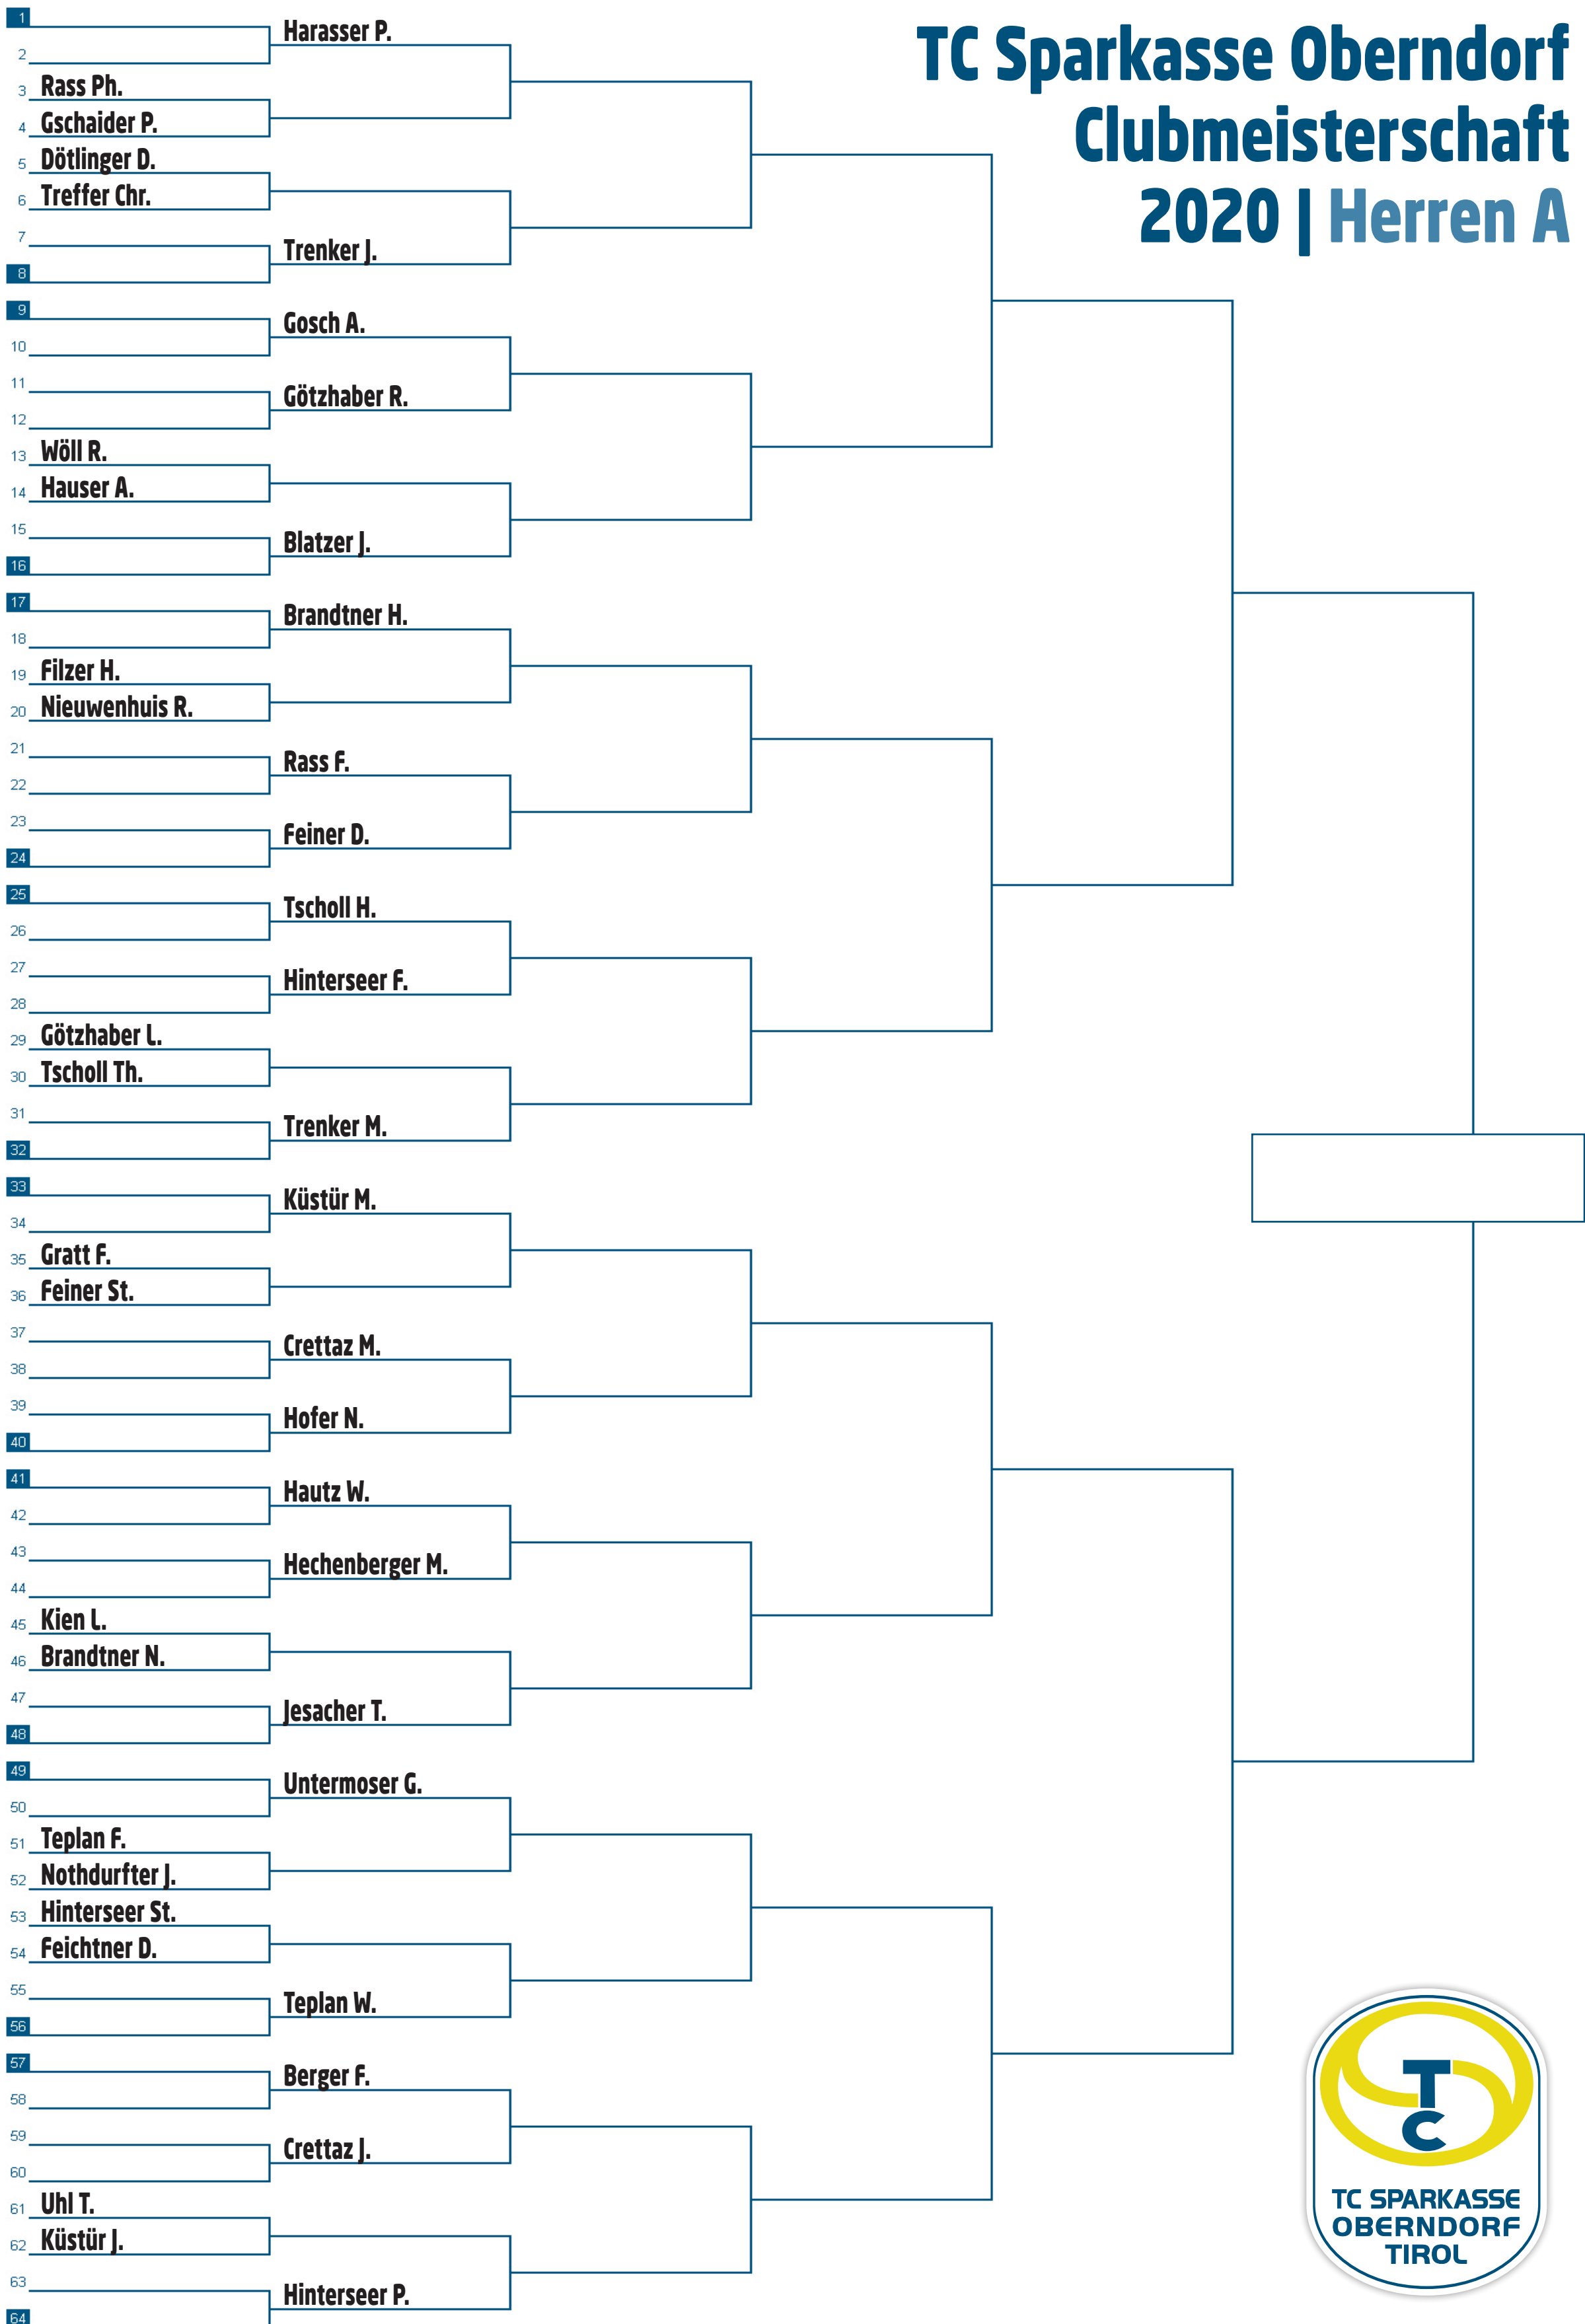 TC Sparkasse Oberndorf
Clubmeisterschaft
2020 | Herren A
1
Harasser P.
2
3 Rass Ph.
4 Gschaider P.
5 Dötlinger D.
6 Treffer Chr.
7
Trenker J.
8
9
Gosch A.
10
11
Götzhaber R.
12
13 Wöll R.
14 Hauser A.
15
Blatzer J.
16
17
Brandtner H.
18
19 Filzer H.
20 Nieuwenhuis R.
21
Rass F.
22
23
Feiner D.
24
25
Tscholl H.
26
27
Hinterseer F.
28
29 Götzhaber L.
30 Tscholl Th.
31
Trenker M.
32
33
Küstür M.
34
35 Gratt F.
36 Feiner St.
37
Crettaz M.
38
39
Hofer N.
40
41
Hautz W.
42
43
Hechenberger M.
44
45 Kien L.
46 Brandtner N.
47
Jesacher T.
48
49
Untermoser G.
50
51 Teplan F.
52 Nothdurfter J.
53 Hinterseer St.
54 Feichtner D.
55
Teplan W.
56
57
Berger F.
58
59
Crettaz J.
60
61 Uhl T.
62 Küstür J.
63
Hinterseer P.
64
T
C
TC SPARKASSE
OBERNDORF
TIROL